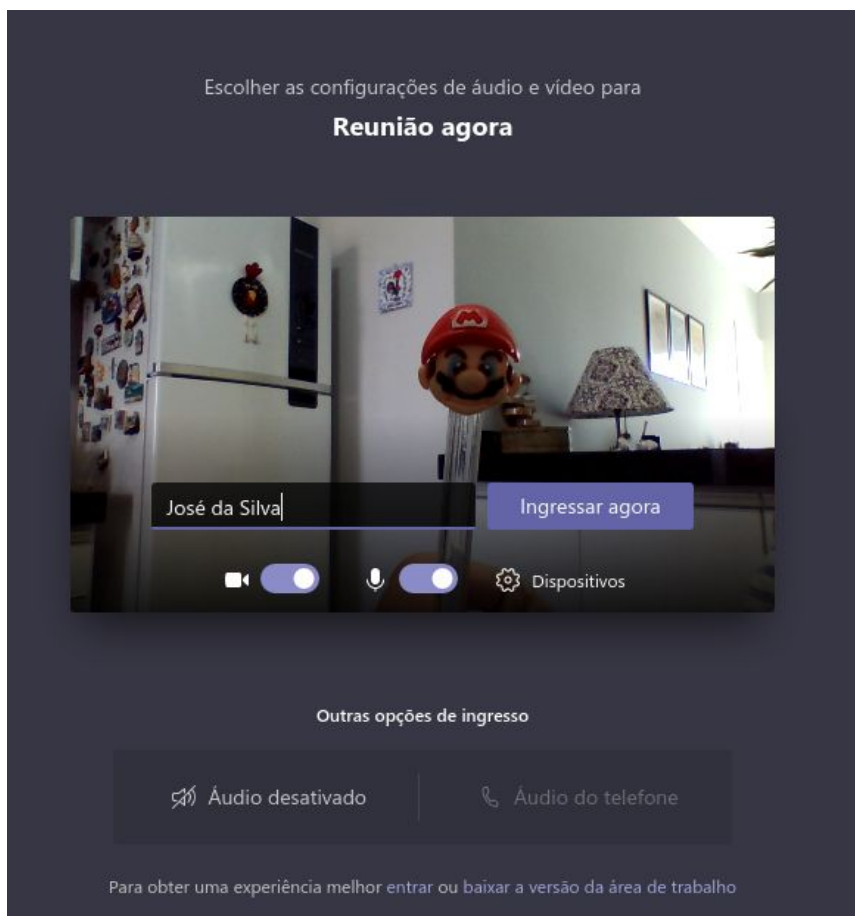 Escolher as configurações de áudio e vídeo para
Reunião agora
M
José da Silva
Ingressar agora
Dispositivos
Outras opções de ingresso
Áudio desativado
Áudio do telefone
Para obter uma experiência melhor entrar ou baixar a versão da área de trabalho